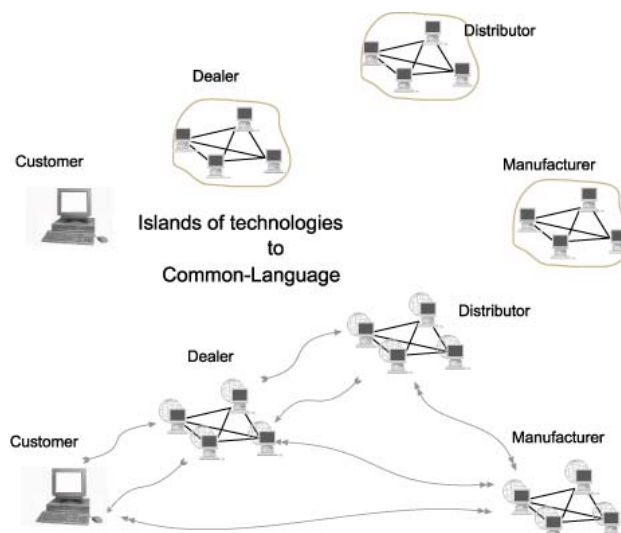 Distributor
Dealer
Customer
Manufacturer
Islands of technologies
to
Common-Language
Distributor
Dealer
Customer
Manufacturer